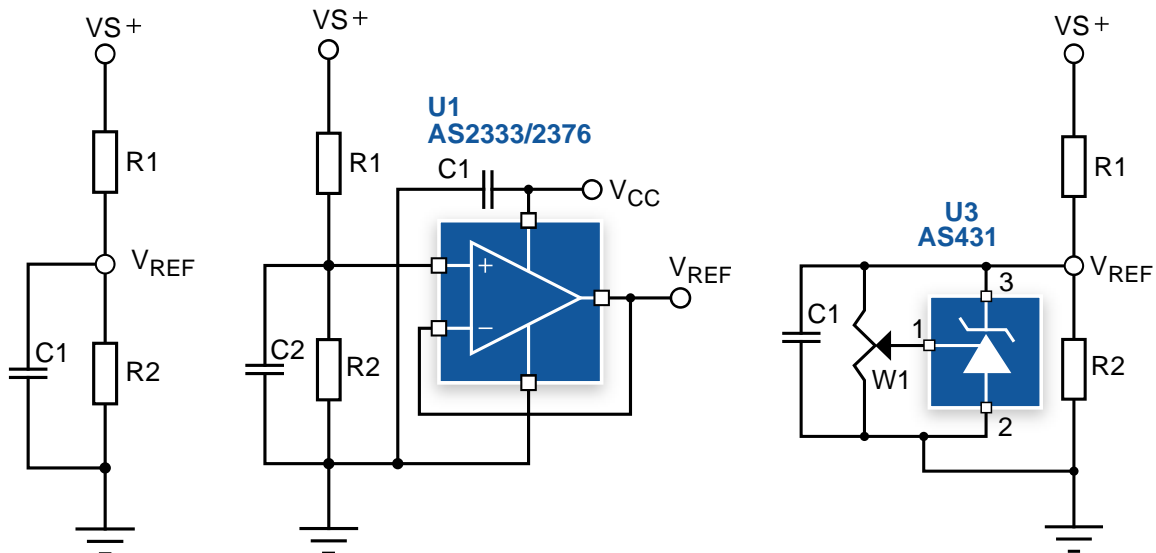 VS+
R1
VREF
C1
R2
VS+
U1
AS2333/2376
C1
R1
VCC
+
−
VREF
C2
R2
VS+
R1
U3
AS431
VREF
3
C1
1
W1
R2
2